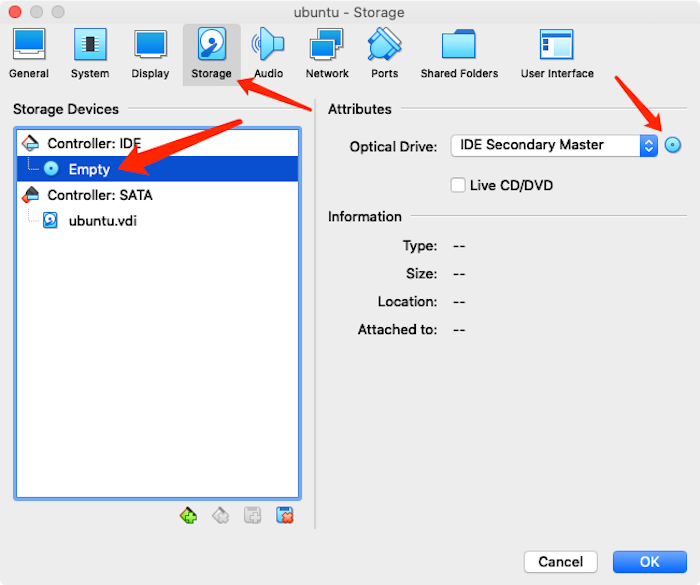 ubuntu - Storage
General System Display Storage Audio Network Ports Shared Folders User Interface
Storage Devices
Controller: IDE
Empty
Controller: SATA
ubuntu.vdi
Attributes
Optical Drive: IDE Secondary Master
Live CD/DVD
Information
Type: --
Size: --
Location: --
Attached to: --
Cancel OK